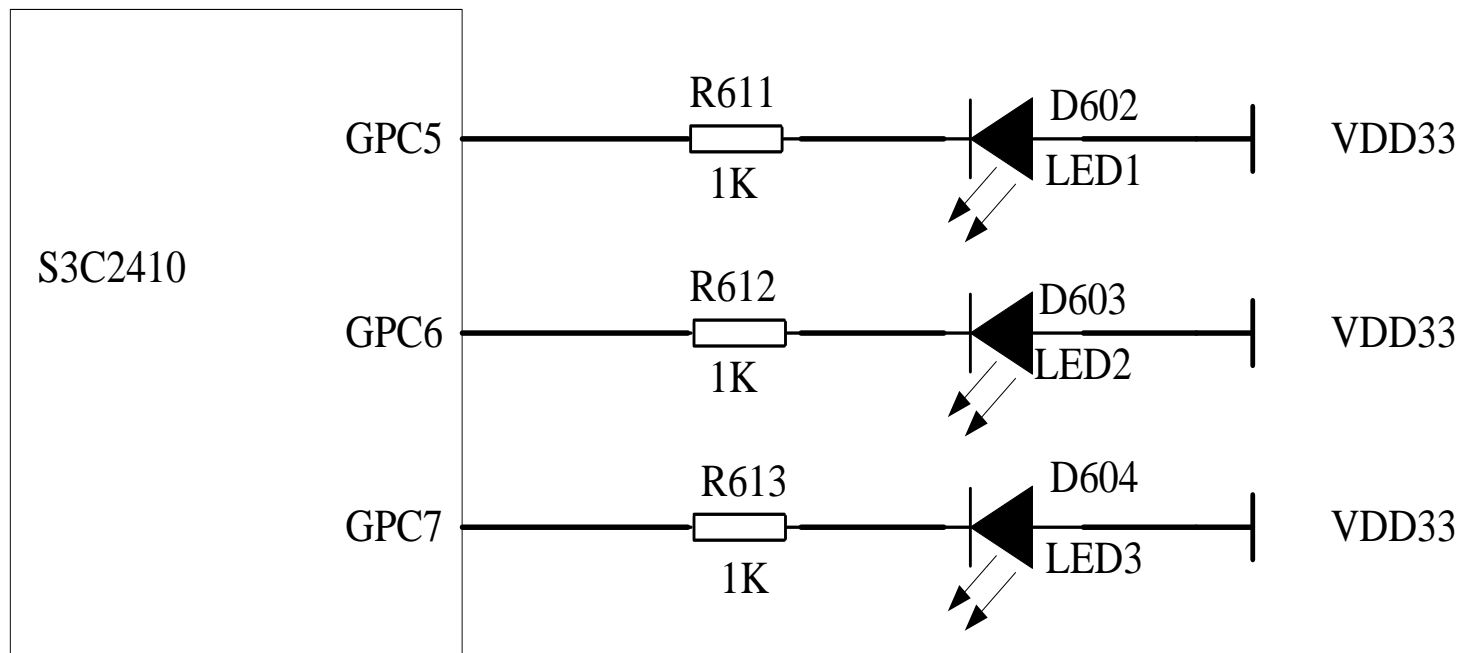 R611
D602
GPC5
VDD33
1K
LED1
S3C2410
R612
D603
GPC6
VDD33
1K
LED2
R613
D604
GPC7
VDD33
1K
LED3